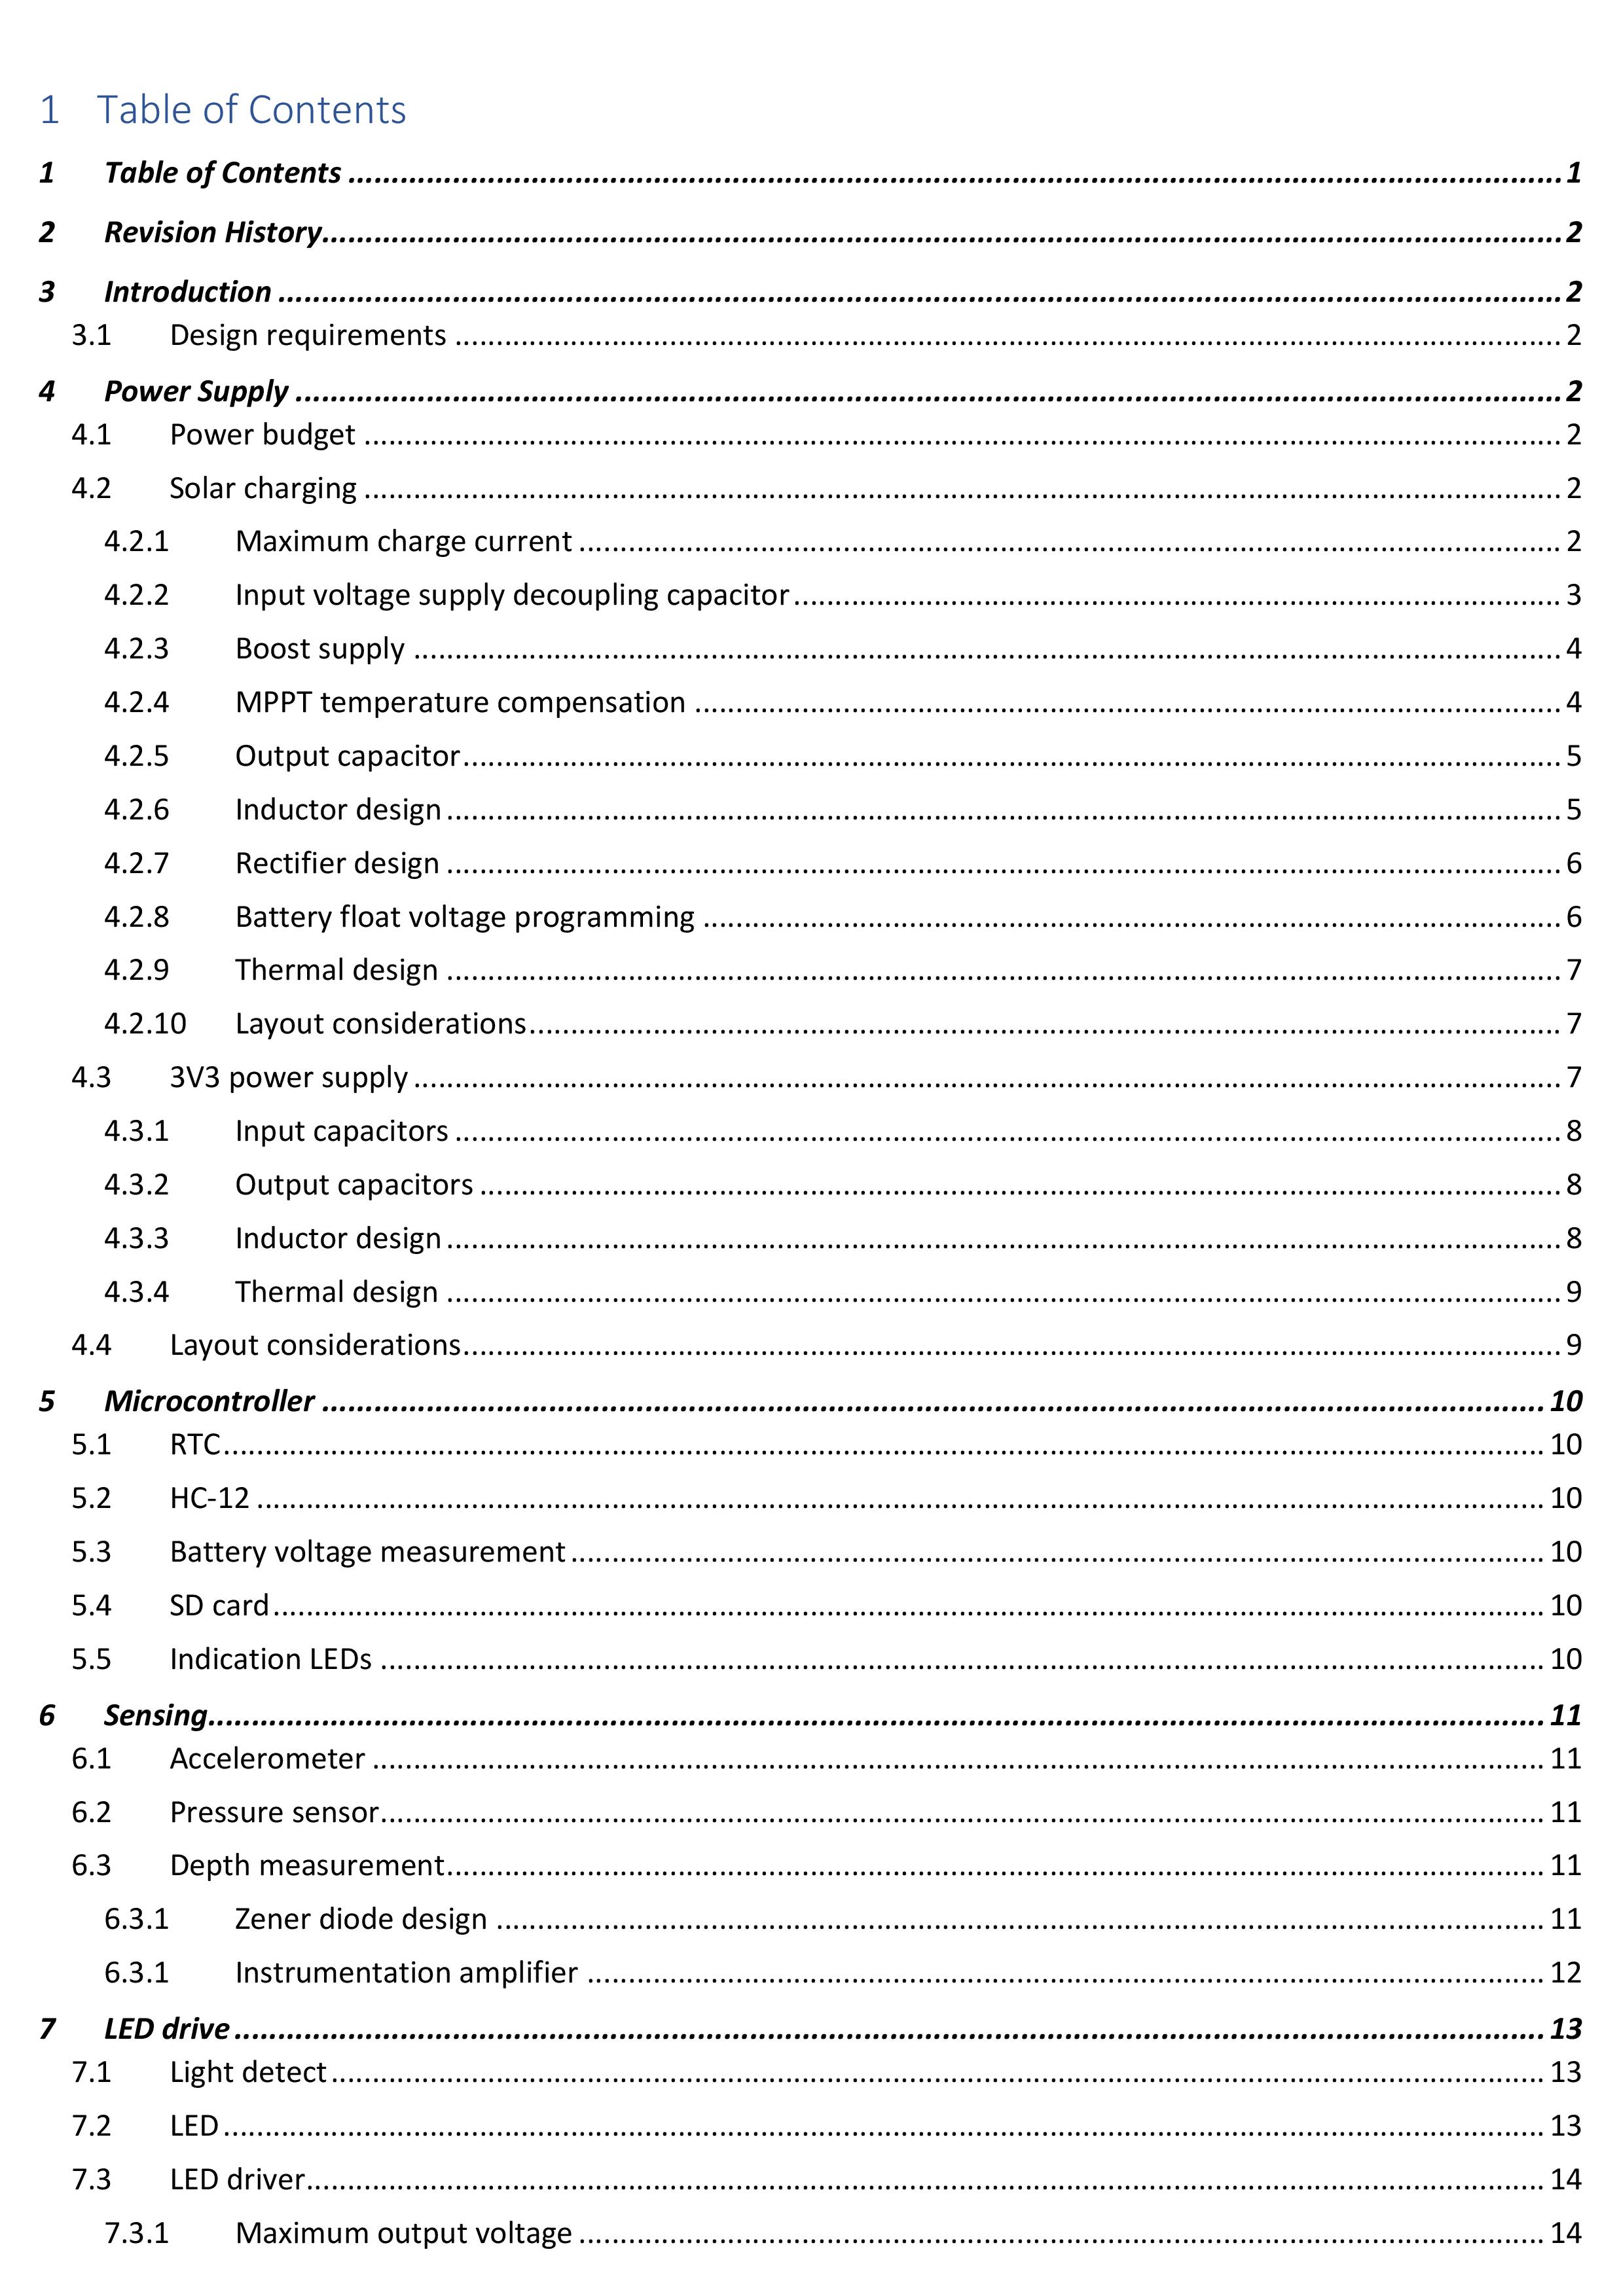 1 Table of Contents
1 Table of Contents 1
2 Revision History 2
3 Introduction 2
3.1 Design requirements 2
4 Power Supply 2
4.1 Power budget 2
4.2 Solar charging 2
4.2.1 Maximum charge current 2
4.2.2 Input voltage supply decoupling capacitor 3
4.2.3 Boost supply 4
4.2.4 MPPT temperature compensation 4
4.2.5 Output capacitor 5
4.2.6 Inductor design 5
4.2.7 Rectifier design 6
4.2.8 Battery float voltage programming 6
4.2.9 Thermal design 7
4.2.10 Layout considerations 7
4.3 3V3 power supply 7
4.3.1 Input capacitors 8
4.3.2 Output capacitors 8
4.3.3 Inductor design 8
4.3.4 Thermal design 9
4.4 Layout considerations 9
5 Microcontroller 10
5.1 RTC 10
5.2 HC-12 10
5.3 Battery voltage measurement 10
5.4 SD card 10
5.5 Indication LEDs 10
6 Sensing 11
6.1 Accelerometer 11
6.2 Pressure sensor 11
6.3 Depth measurement 11
6.3.1 Zener diode design 11
6.3.1 Instrumentation amplifier 12
7 LED drive 13
7.1 Light detect 13
7.2 LED 13
7.3 LED driver 14
7.3.1 Maximum output voltage 14